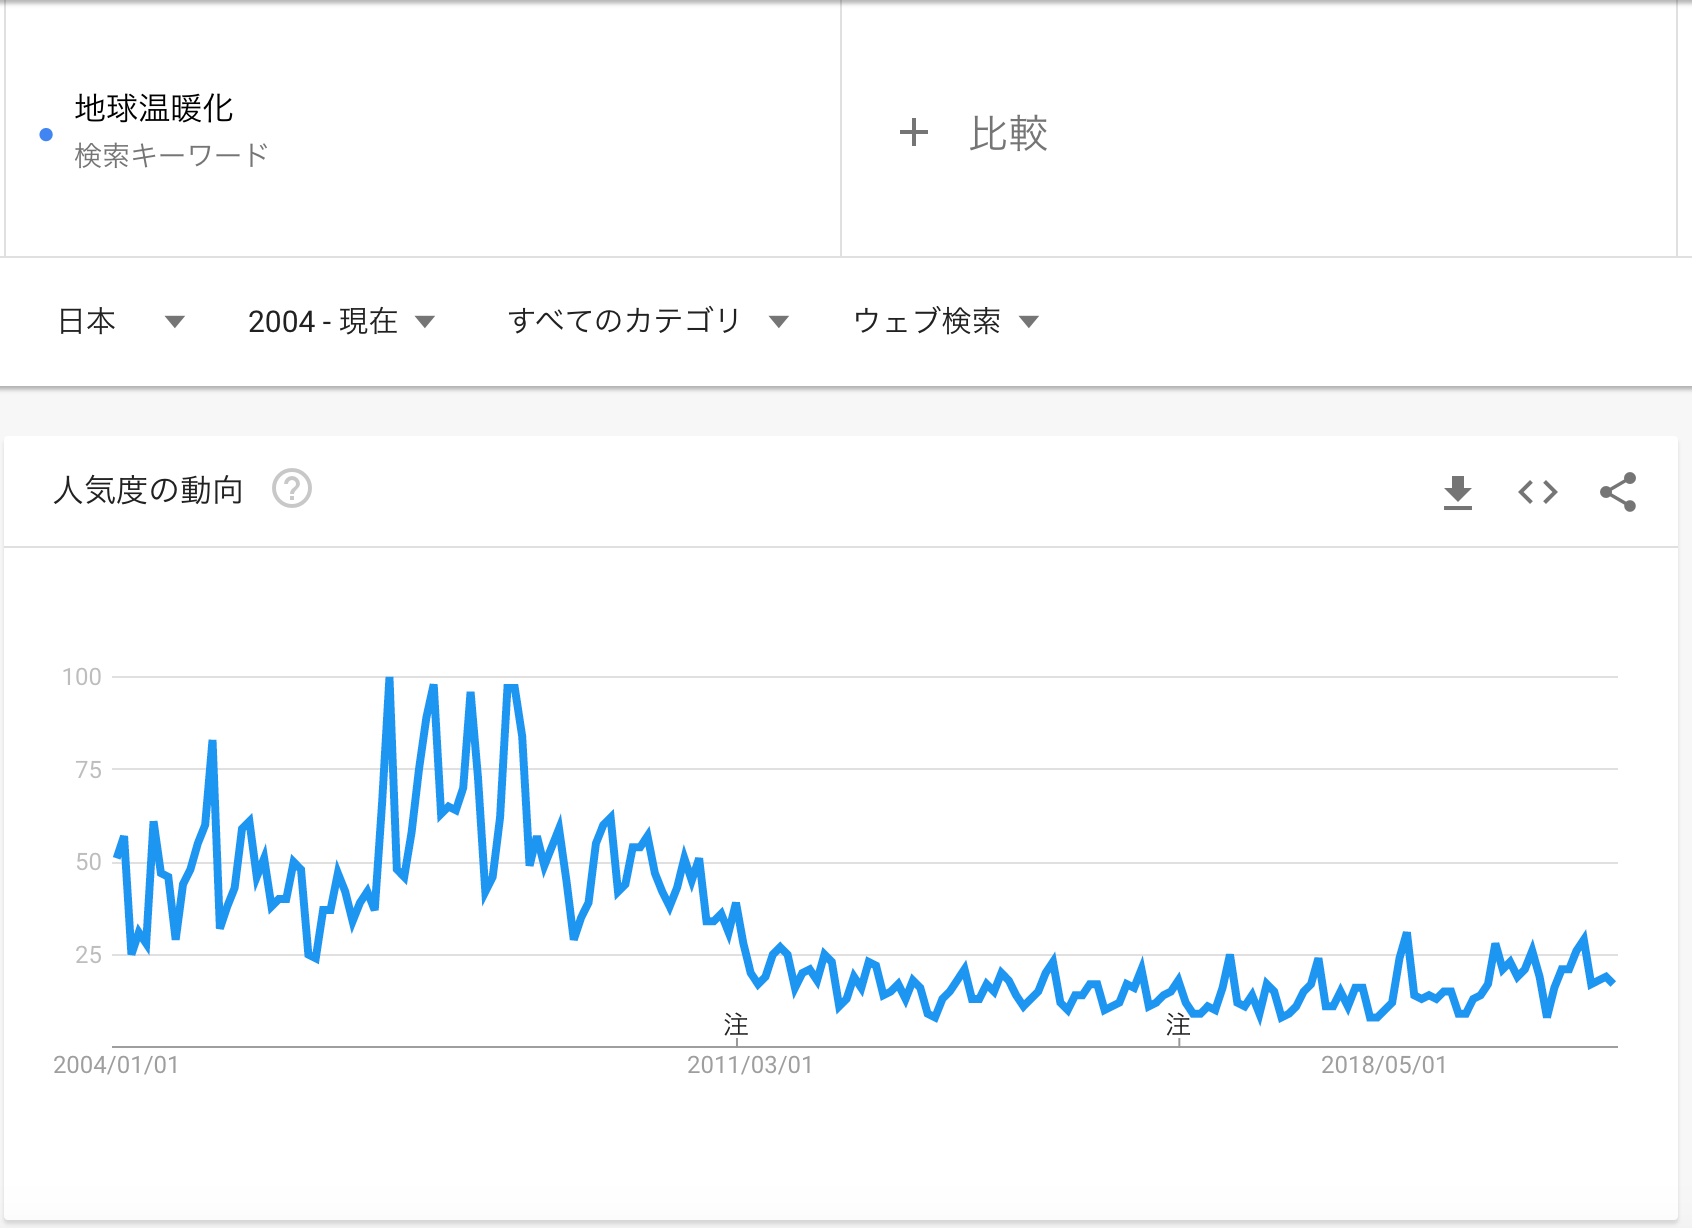 地球温暖化
検索キーワード
+ 比較
日本 2004 - 現在 すべてのカテゴリ ウェブ検索
人気度の動向 ?
100
75
50
25
注 注
2004/01/01 2011/03/01 2018/05/01